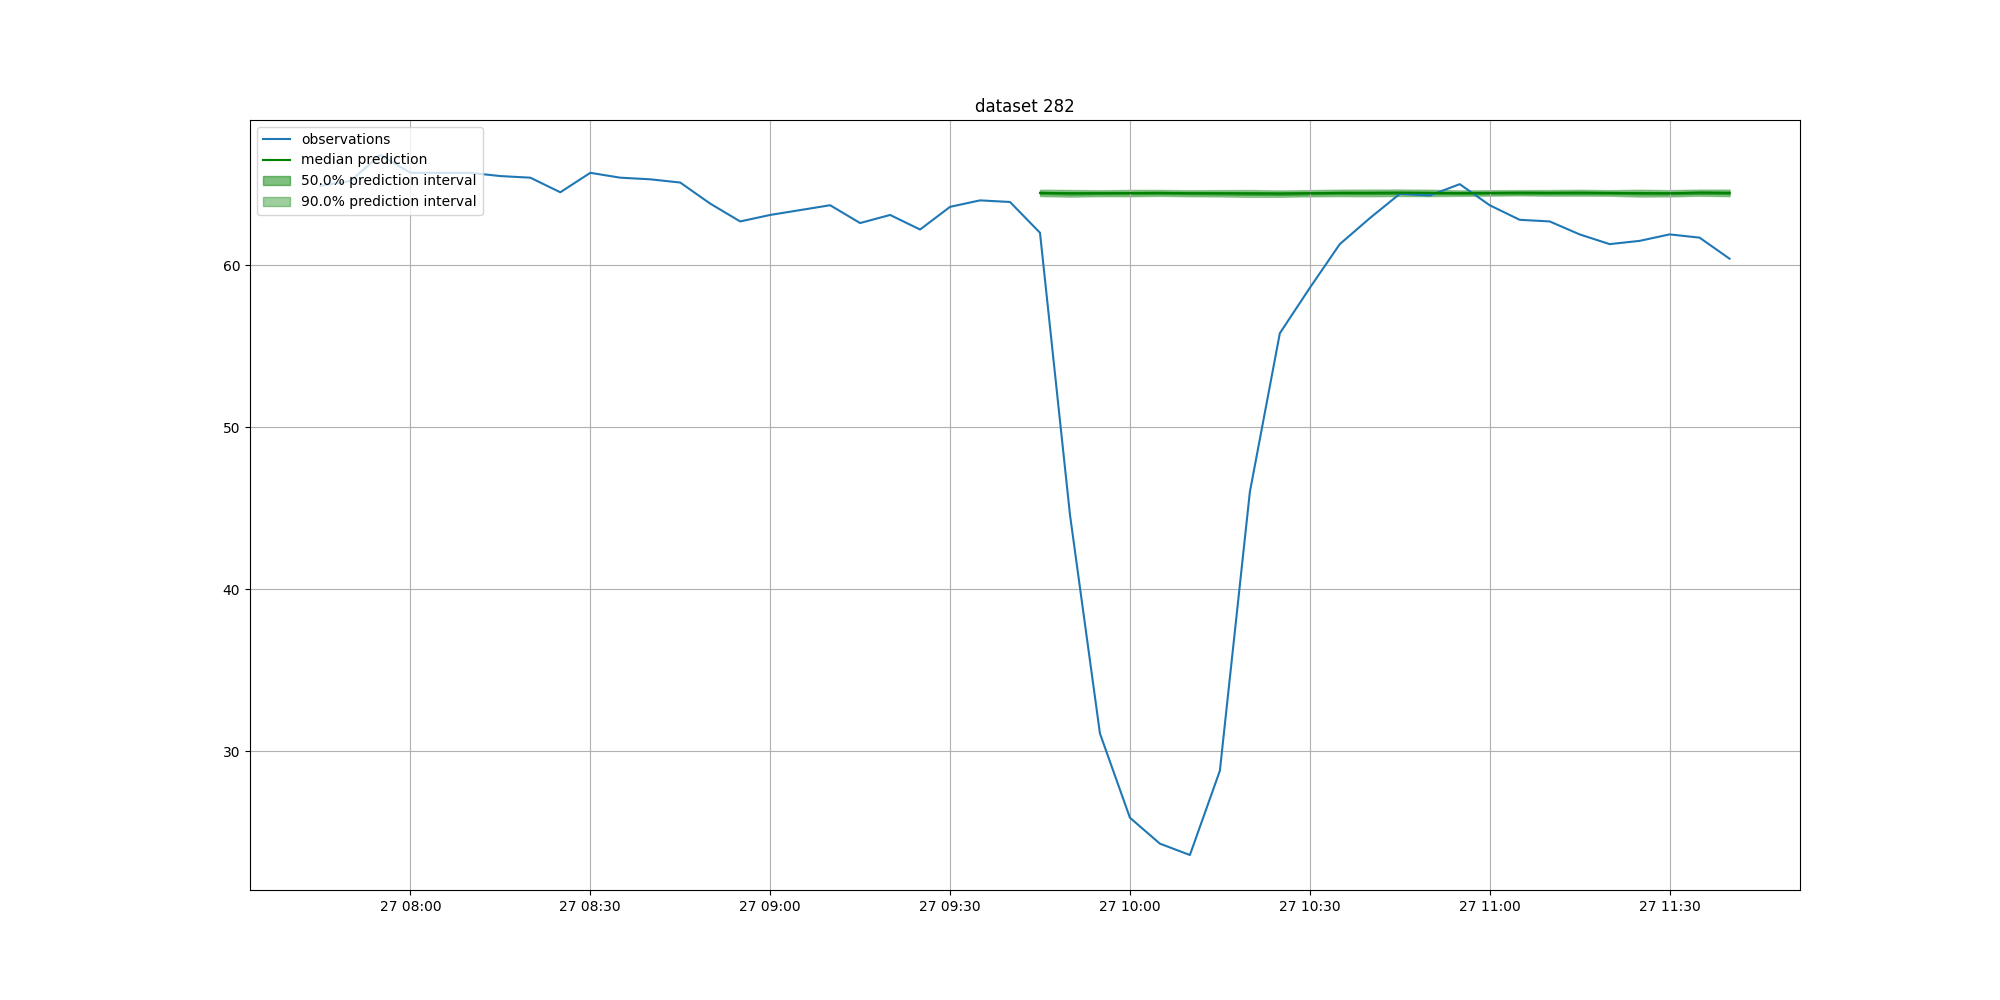 dataset 282
observations
median prediction
50.0% prediction interval
90.0% prediction interval
60
50
40
30
27 08:00
27 08:30
27 09:00
27 09:30
27 10:00
27 10:30
27 11:00
27 11:30